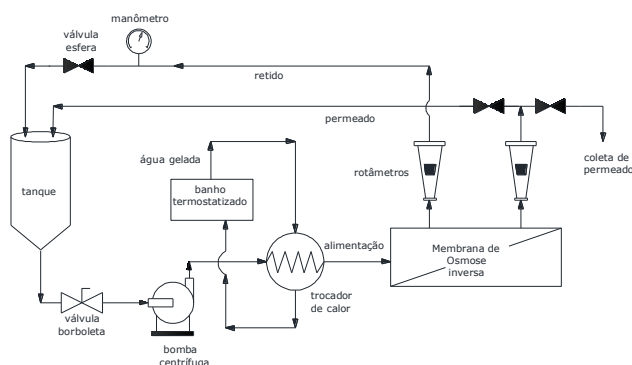 manômetro
válvula
esfera
retido
permeado
água gelada
rotâmetros
coleta de
permeado
tanque
banho
termostatizado
alimentação
Membrana de
Osmose
inversa
trocador
de calor
válvula
borboleta
bomba
centrífuga